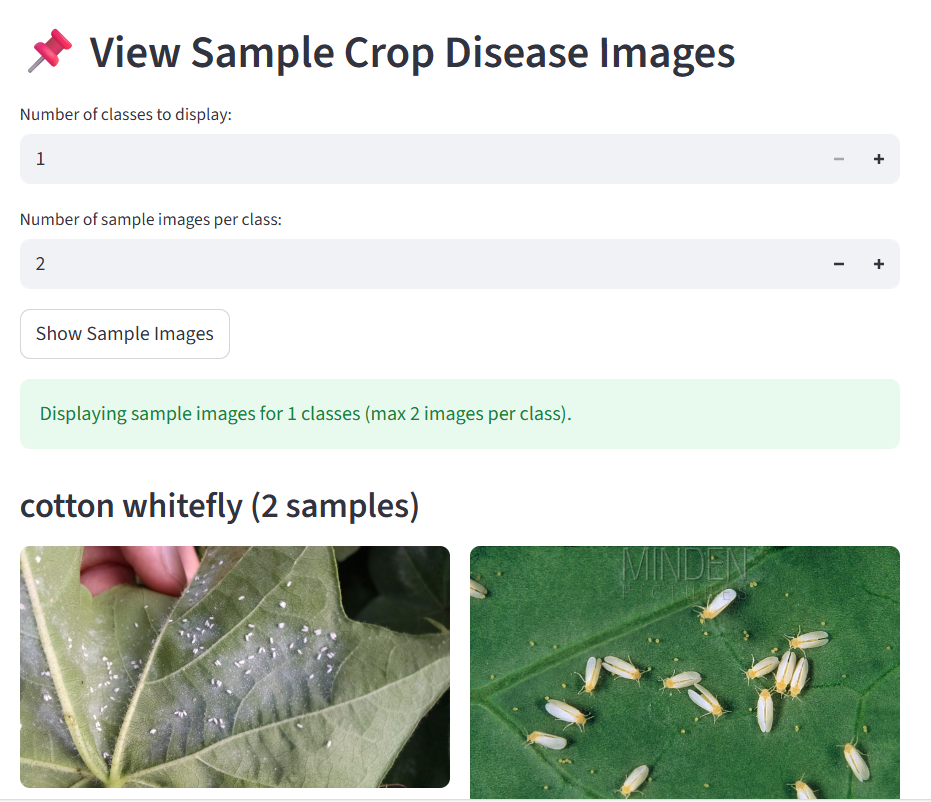 View Sample Crop Disease Images
Number of classes to display:
1
Number of sample images per class:
2
Show Sample Images
Displaying sample images for 1 classes (max 2 images per class).
cotton whitefly (2 samples)
MINDEN